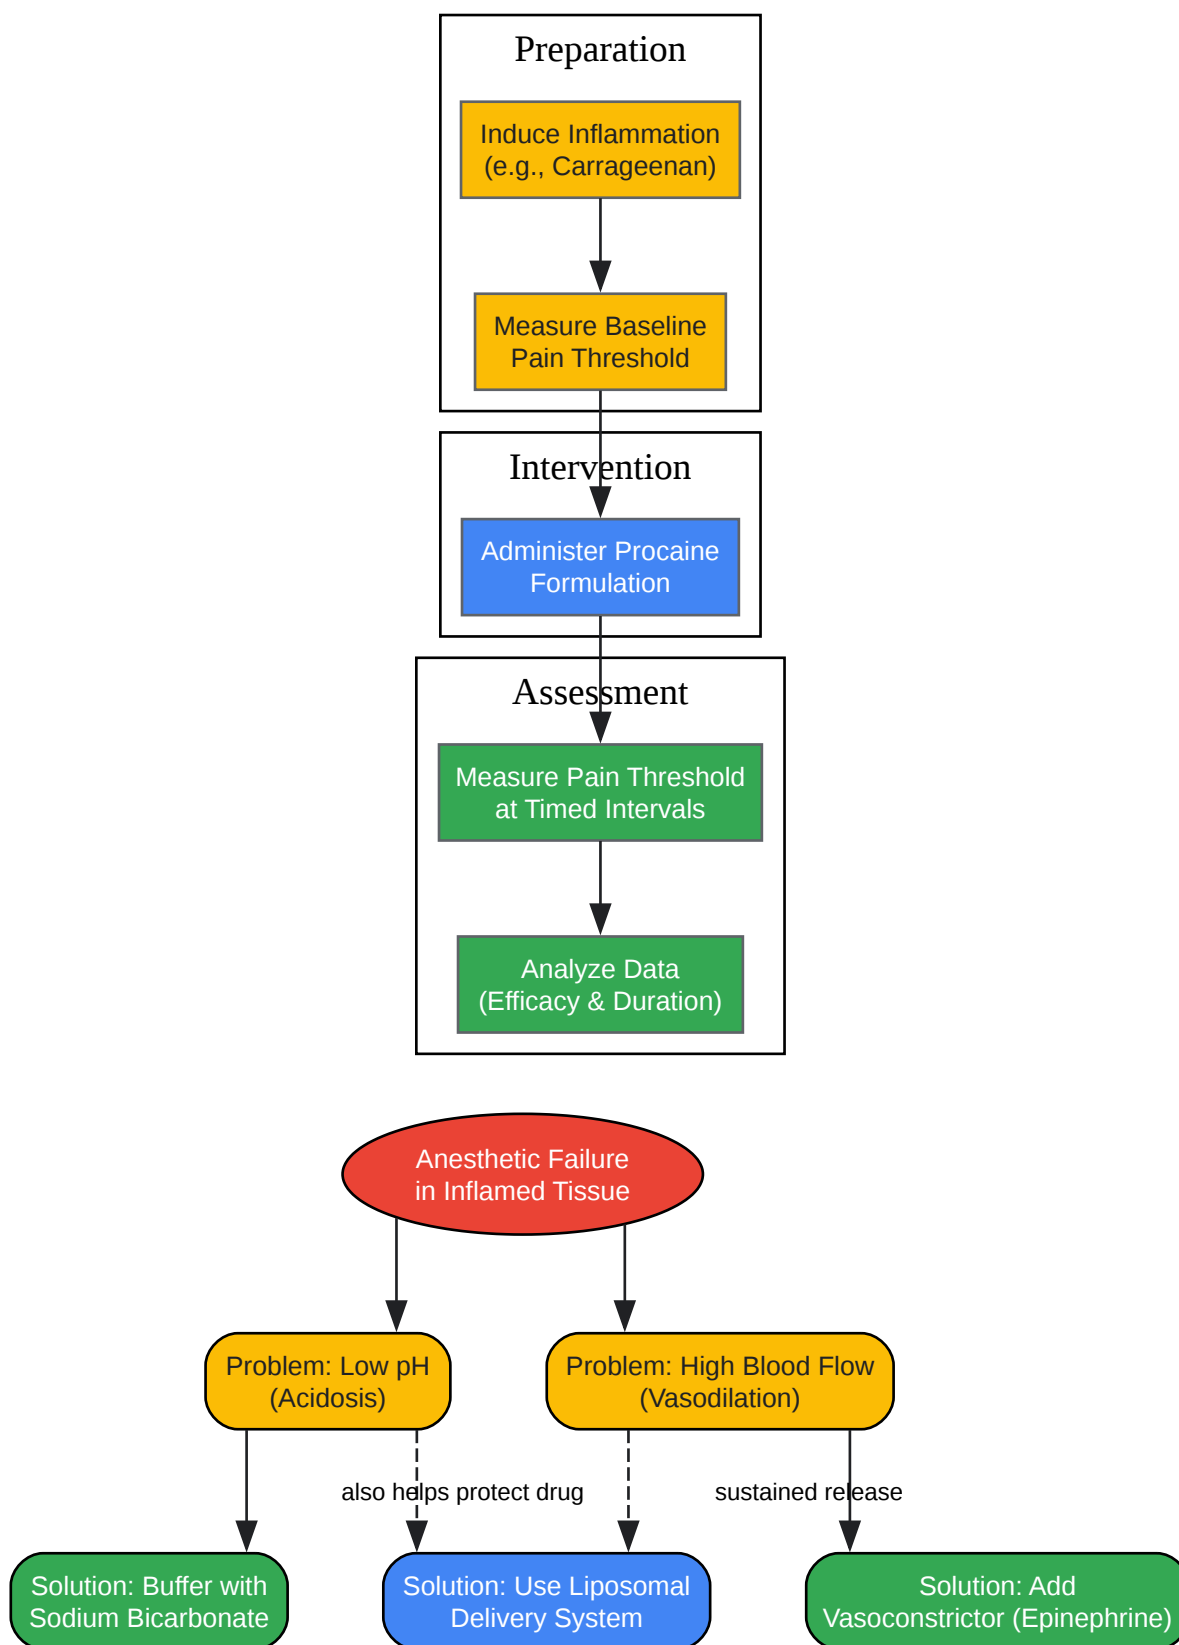 Preparation
Induce Inflammation
(e.g., Carrageenan)
Measure Baseline
Pain Threshold
Intervention
Administer Procaine
Formulation
Assessment
Measure Pain Threshold
at Timed Intervals
Analyze Data
(Efficacy & Duration)
Anesthetic Failure
in Inflamed Tissue
Problem: Low pH
(Acidosis)
Problem: High Blood Flow
(Vasodilation)
also helps protect drug
sustained release
Solution: Buffer with
Sodium Bicarbonate
Solution: Use Liposomal
Delivery System
Solution: Add
Vasoconstrictor (Epinephrine)